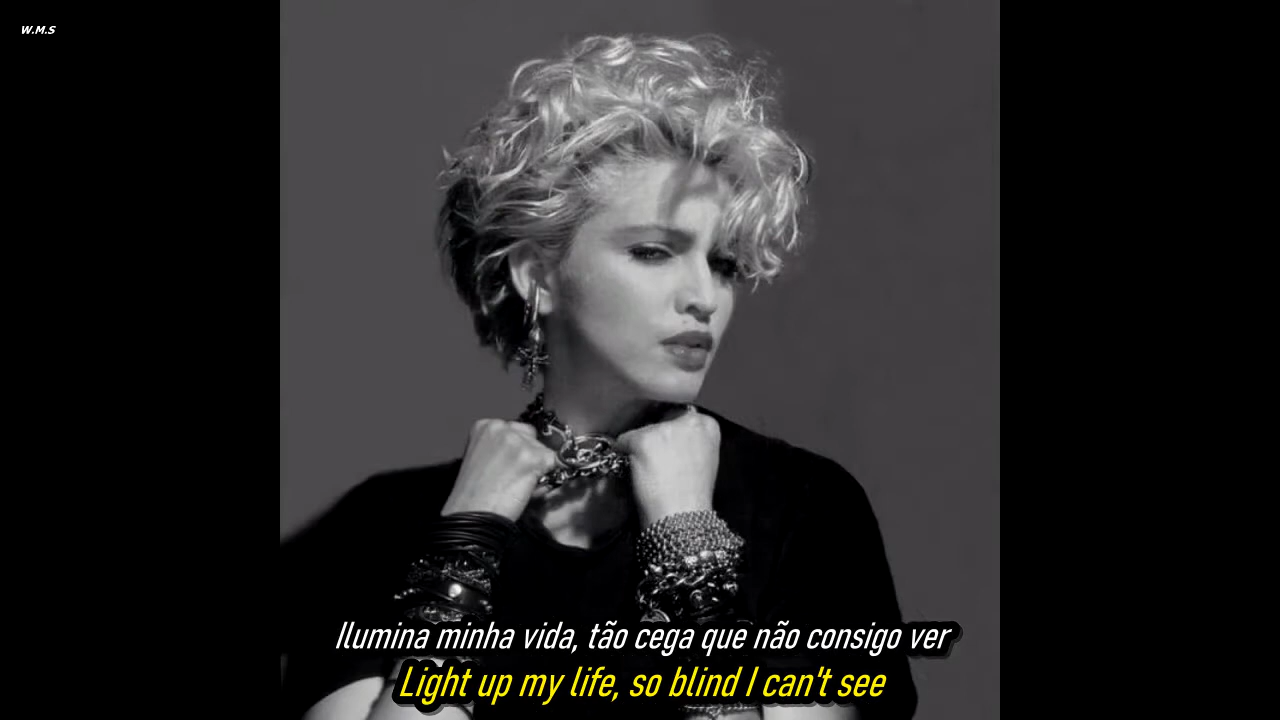 W.M.S
Ilumina minha vida, tão cega que não consigo ver
Light up my life, so blind I can't see